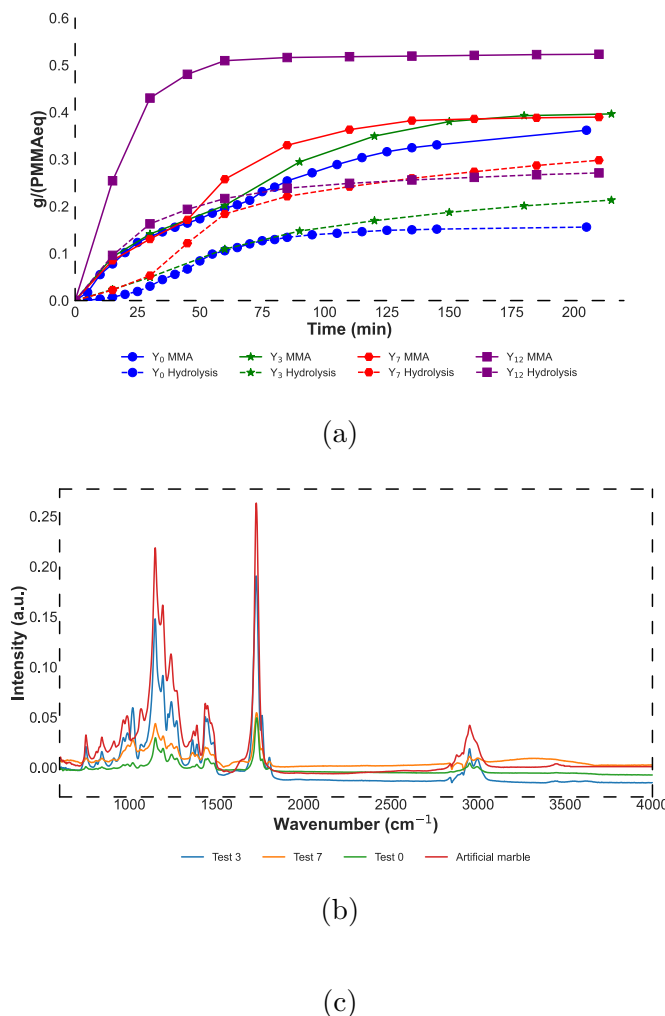 0.6
0.5
0.4
0.3
0.2
0.1
0.0
g/(PMMAeq)
0 25 50 75 100 125 150 175 200
Time (min)
Y₀ MMA Y₃ MMA Y₇ MMA Y₁₂ MMA
Y₀ Hydrolysis Y₃ Hydrolysis Y₇ Hydrolysis Y₁₂ Hydrolysis
(a)
0.25
0.20
0.15
0.10
0.05
0.00
Intensity (a.u.)
1000 1500 2000 2500 3000 3500 4000
Wavenumber (cm⁻¹)
Test 3 Test 7 Test 0 Artificial marble
(b)
(c)